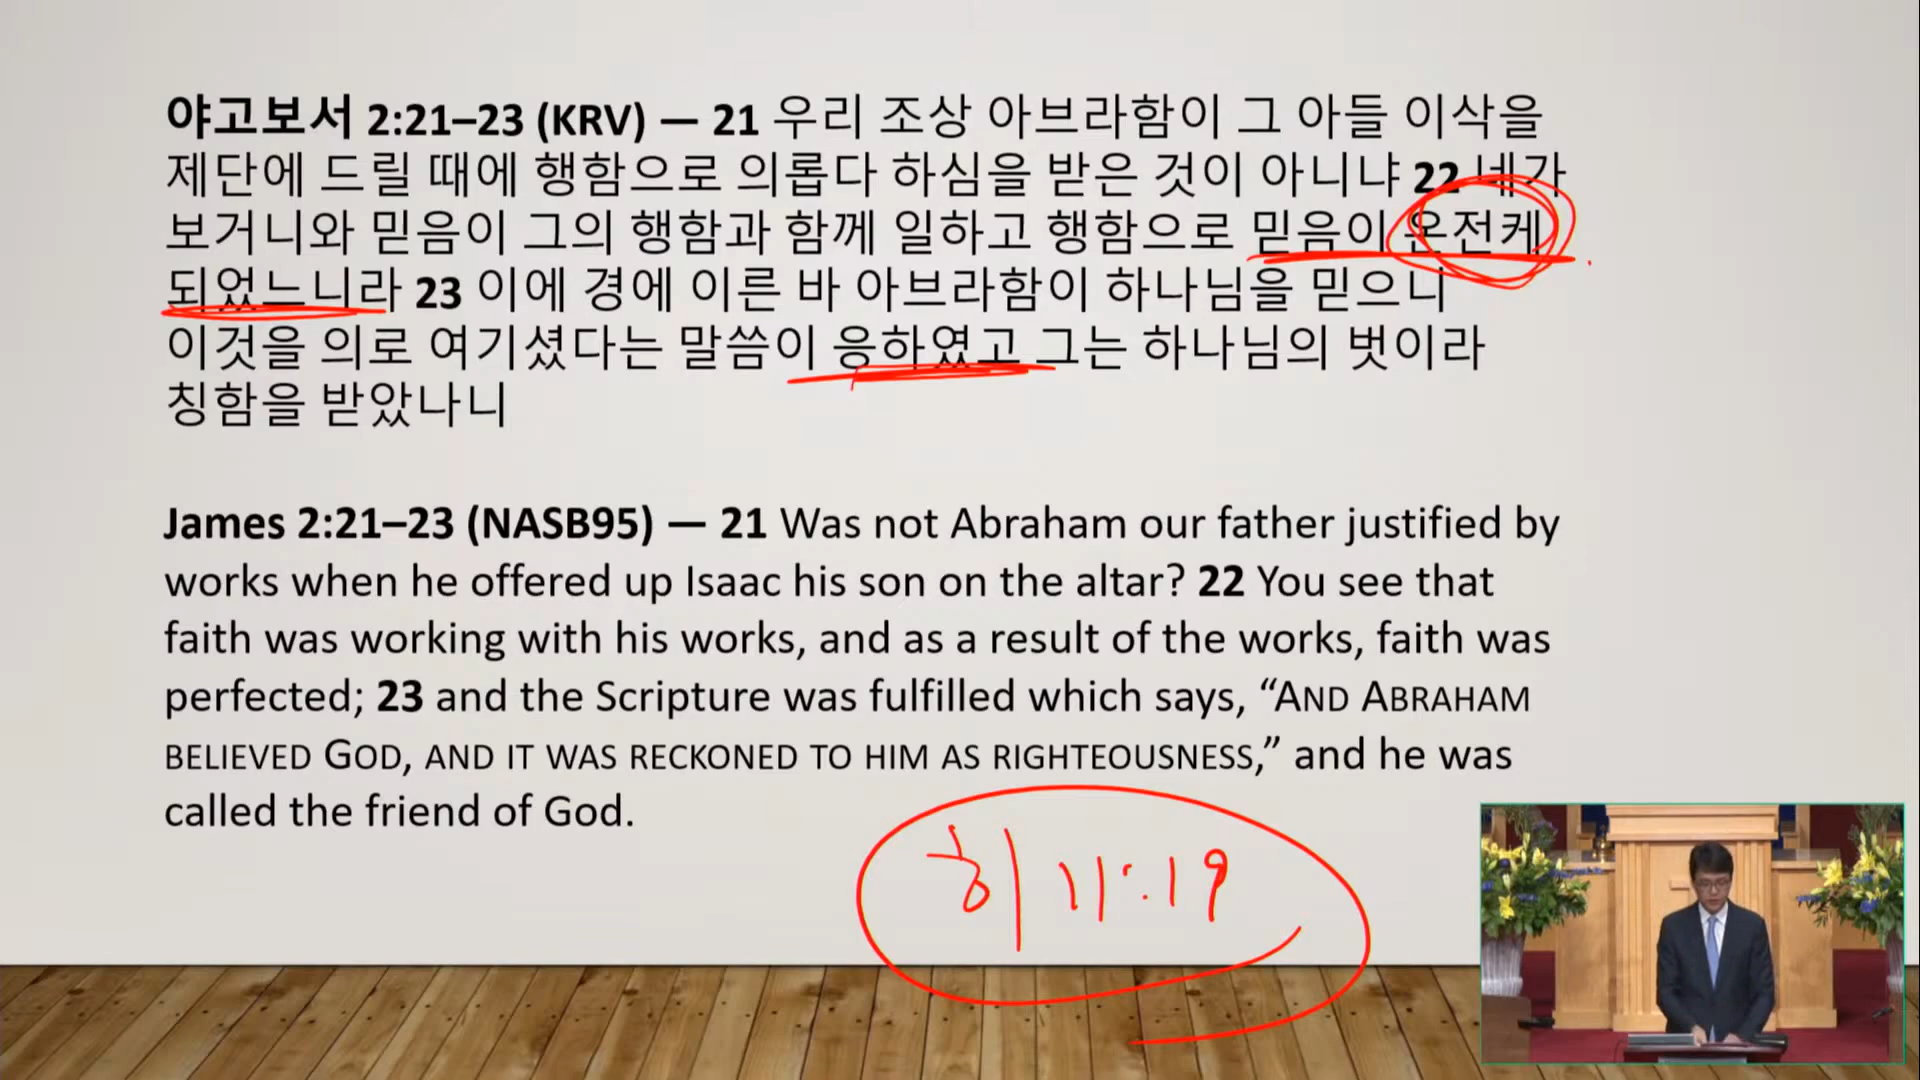 야고보서 2:21–23 (KRV) — 21 우리 조상 아브라함이 그 아들 이삭을
제단에 드릴 때에 행함으로 의롭다 하심을 받은 것이 아니냐 22 네가
보거니와 믿음이 그의 행함과 함께 일하고 행함으로 믿음이 온전케
되었느니라 23 이에 경에 이른 바 아브라함이 하나님을 믿으니
이것을 의로 여기셨다는 말씀이 응하였고 그는 하나님의 벗이라
칭함을 받았나니
James 2:21–23 (NASB95) — 21 Was not Abraham our father justified by
works when he offered up Isaac his son on the altar? 22 You see that
faith was working with his works, and as a result of the works, faith was
perfected; 23 and the Scripture was fulfilled which says, “AND ABRAHAM
BELIEVED GOD, AND IT WAS RECKONED TO HIM AS RIGHTEOUSNESS,” and he was
called the friend of God.
히 11:19